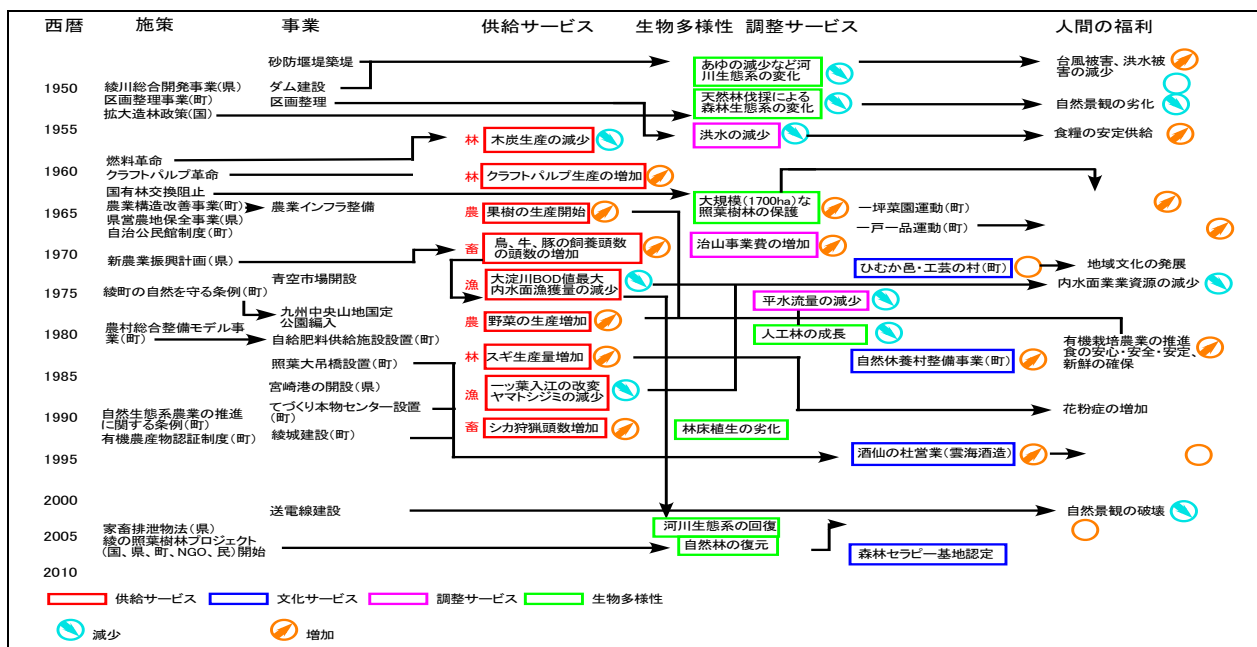 西暦 施策 事業 供給サービス 生物多様性 調整サービス 人間の福利
砂防堰堤築堤
あゆの減少など河
川生態系の変化
台風被害、洪水被
害の減少
1950
綾川総合開発事業(県)
ダム建設
区画整理事業(町)
区画整理
天然林伐採による
森林生態系の変化
自然景観の劣化
拡大造林政策(国)
1955
林 木炭生産の減少
洪水の減少
食糧の安定供給
燃料革命
1960
クラフトパルブ革命
林 クラフトパルブ生産の増加
国有林交換阻止
大規模(1700ha)な
照葉樹林の保護
農業構造改善事業(町)
農業インフラ整備
1965
県営農地保全事業(県)
自治公民館制度(町)
農 果樹の生産開始
一坪菜園運動(町)
一戸一品運動(町)
畜 鳥、牛、豚の飼養頭数
の頭数の増加
治山事業費の増加
1970
新農業振興計画(県)
ひむか邑・工芸の村(町)
地域文化の発展
青空市場開設
漁 大淀川BOD値最大
内水面漁獲量の減少
内水面業業資源の減少
1975
綾町の自然を守る条例(町)
平水流量の減少
九州中央山地国定
公園編入
農 野菜の生産増加
1980
農村総合整備モデル事
業(町)
自給肥料供給施設設置(町)
人工林の成長
有機栽培農業の推進
食の安心・安全・安定、
新鮮の確保
照葉大吊橋設置(町)
林 スギ生産量増加
自然休養村整備事業(町)
1985
宮崎港の開設(県)
漁 一ッ葉入江の改変
ヤマトシジミの減少
1990
自然生態系農業の推進
に関する条例(町)
てづくり本物センター設置
(町)
花粉症の増加
有機農産物認証制度(町)
綾城建設(町)
畜 シカ狩猟頭数増加
林床植生の劣化
1995
酒仙の杜営業(雲海酒造)
2000
送電線建設
自然景観の破壊
2005
家畜排泄物法(県)
綾の照葉樹林プロジェクト
(国、県、町、NGO、民)開始
河川生態系の回復
自然林の復元
森林セラピー基地認定
2010
供給サービス 文化サービス 調整サービス 生物多様性
減少 増加